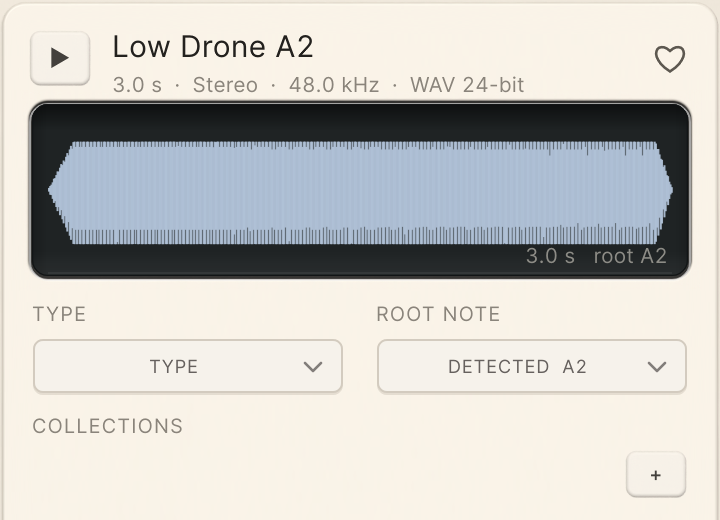 Low Drone A2
3.0 s · Stereo · 48.0 kHz · WAV 24-bit
3.0 s root A2
TYPE
ROOT NOTE
TYPE
DETECTED A2
COLLECTIONS
+